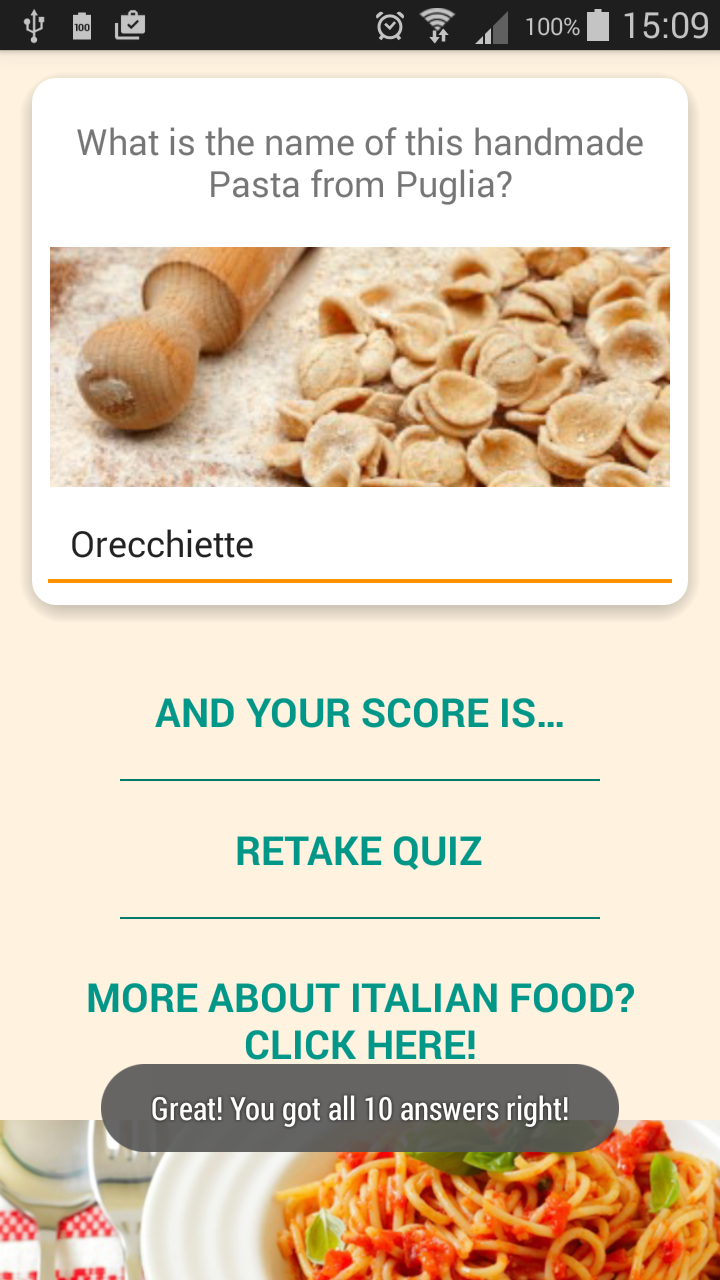 100
100%
15:09
What is the name of this handmade
Pasta from Puglia?
Orecchiette
AND YOUR SCORE IS...
RETAKE QUIZ
MORE ABOUT ITALIAN FOOD?
CLICK HERE!
Great! You got all 10 answers right!